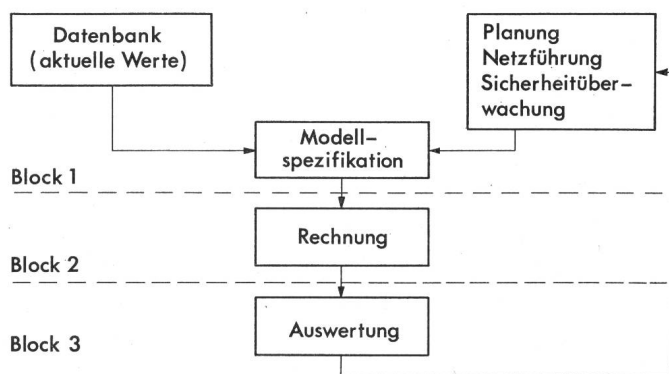 Datenbank
(aktuelle Werte)
Planung
Netzführung
Sicherheitüber-
wachung
Modell-
spezifikation
Block 1
Rechnung
Block 2
Auswertung
Block 3